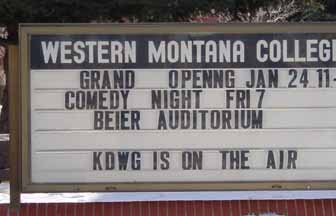 WESTERN MONTANA COLLEG
GRAND OPENNG JAN 24 11-
COMEDY NIGHT FRI 7
BEIER AUDITORIUM
KDWG IS ON THE AIR